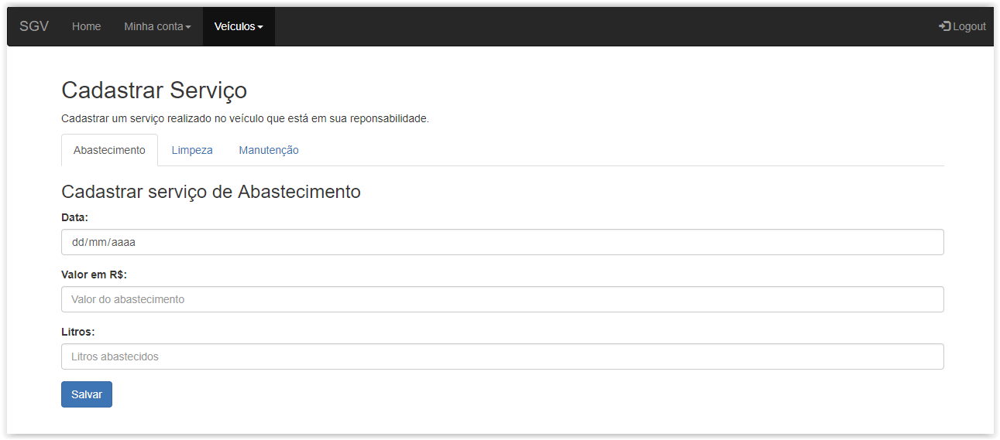 SGV Home Minha conta Veículos Logout
Cadastrar Serviço
Cadastrar um serviço realizado no veículo que está em sua reponsabilidade.
Abastecimento Limpeza Manutenção
Cadastrar serviço de Abastecimento
Data:
dd/mm/aaaa
Valor em R$:
Valor do abastecimento
Litros:
Litros abastecidos
Salvar